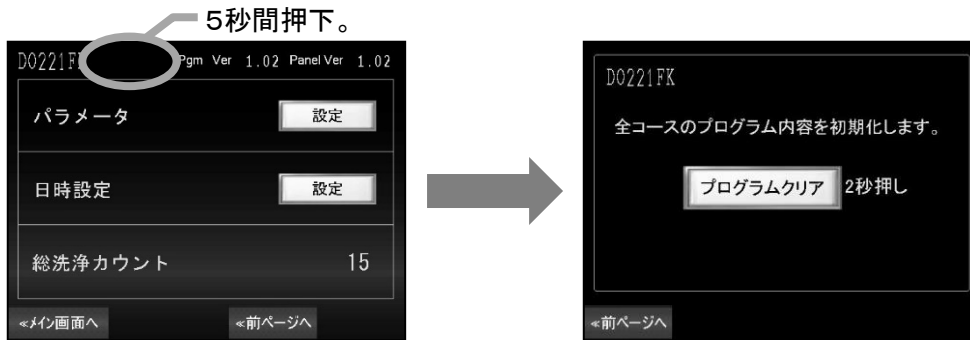 5秒間押下。
D0221F
Pgm Ver 1.02 Panel Ver 1.02
パラメータ
設定
日時設定
設定
総洗浄カウント 15
≪メイン画面へ
≪前ページへ
D0221FK
全コースのプログラム内容を初期化します。
プログラムクリア 2秒押し
≪前ページへ